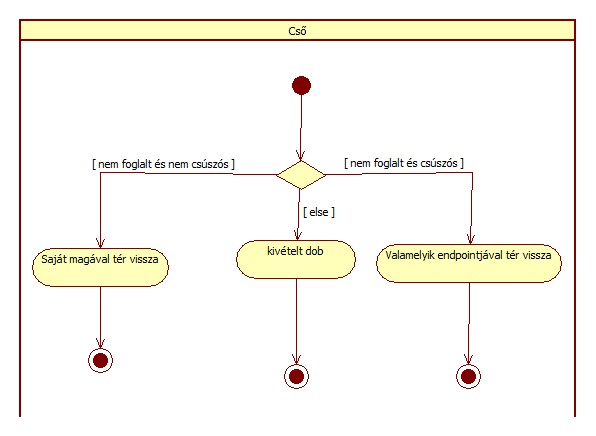 Cső
[ nem foglalt és nem csúszós ]
[ nem foglalt és csúszós ]
[ else ]
Saját magával tér vissza
kivételt dob
Valamelyik endpointjával tér vissza